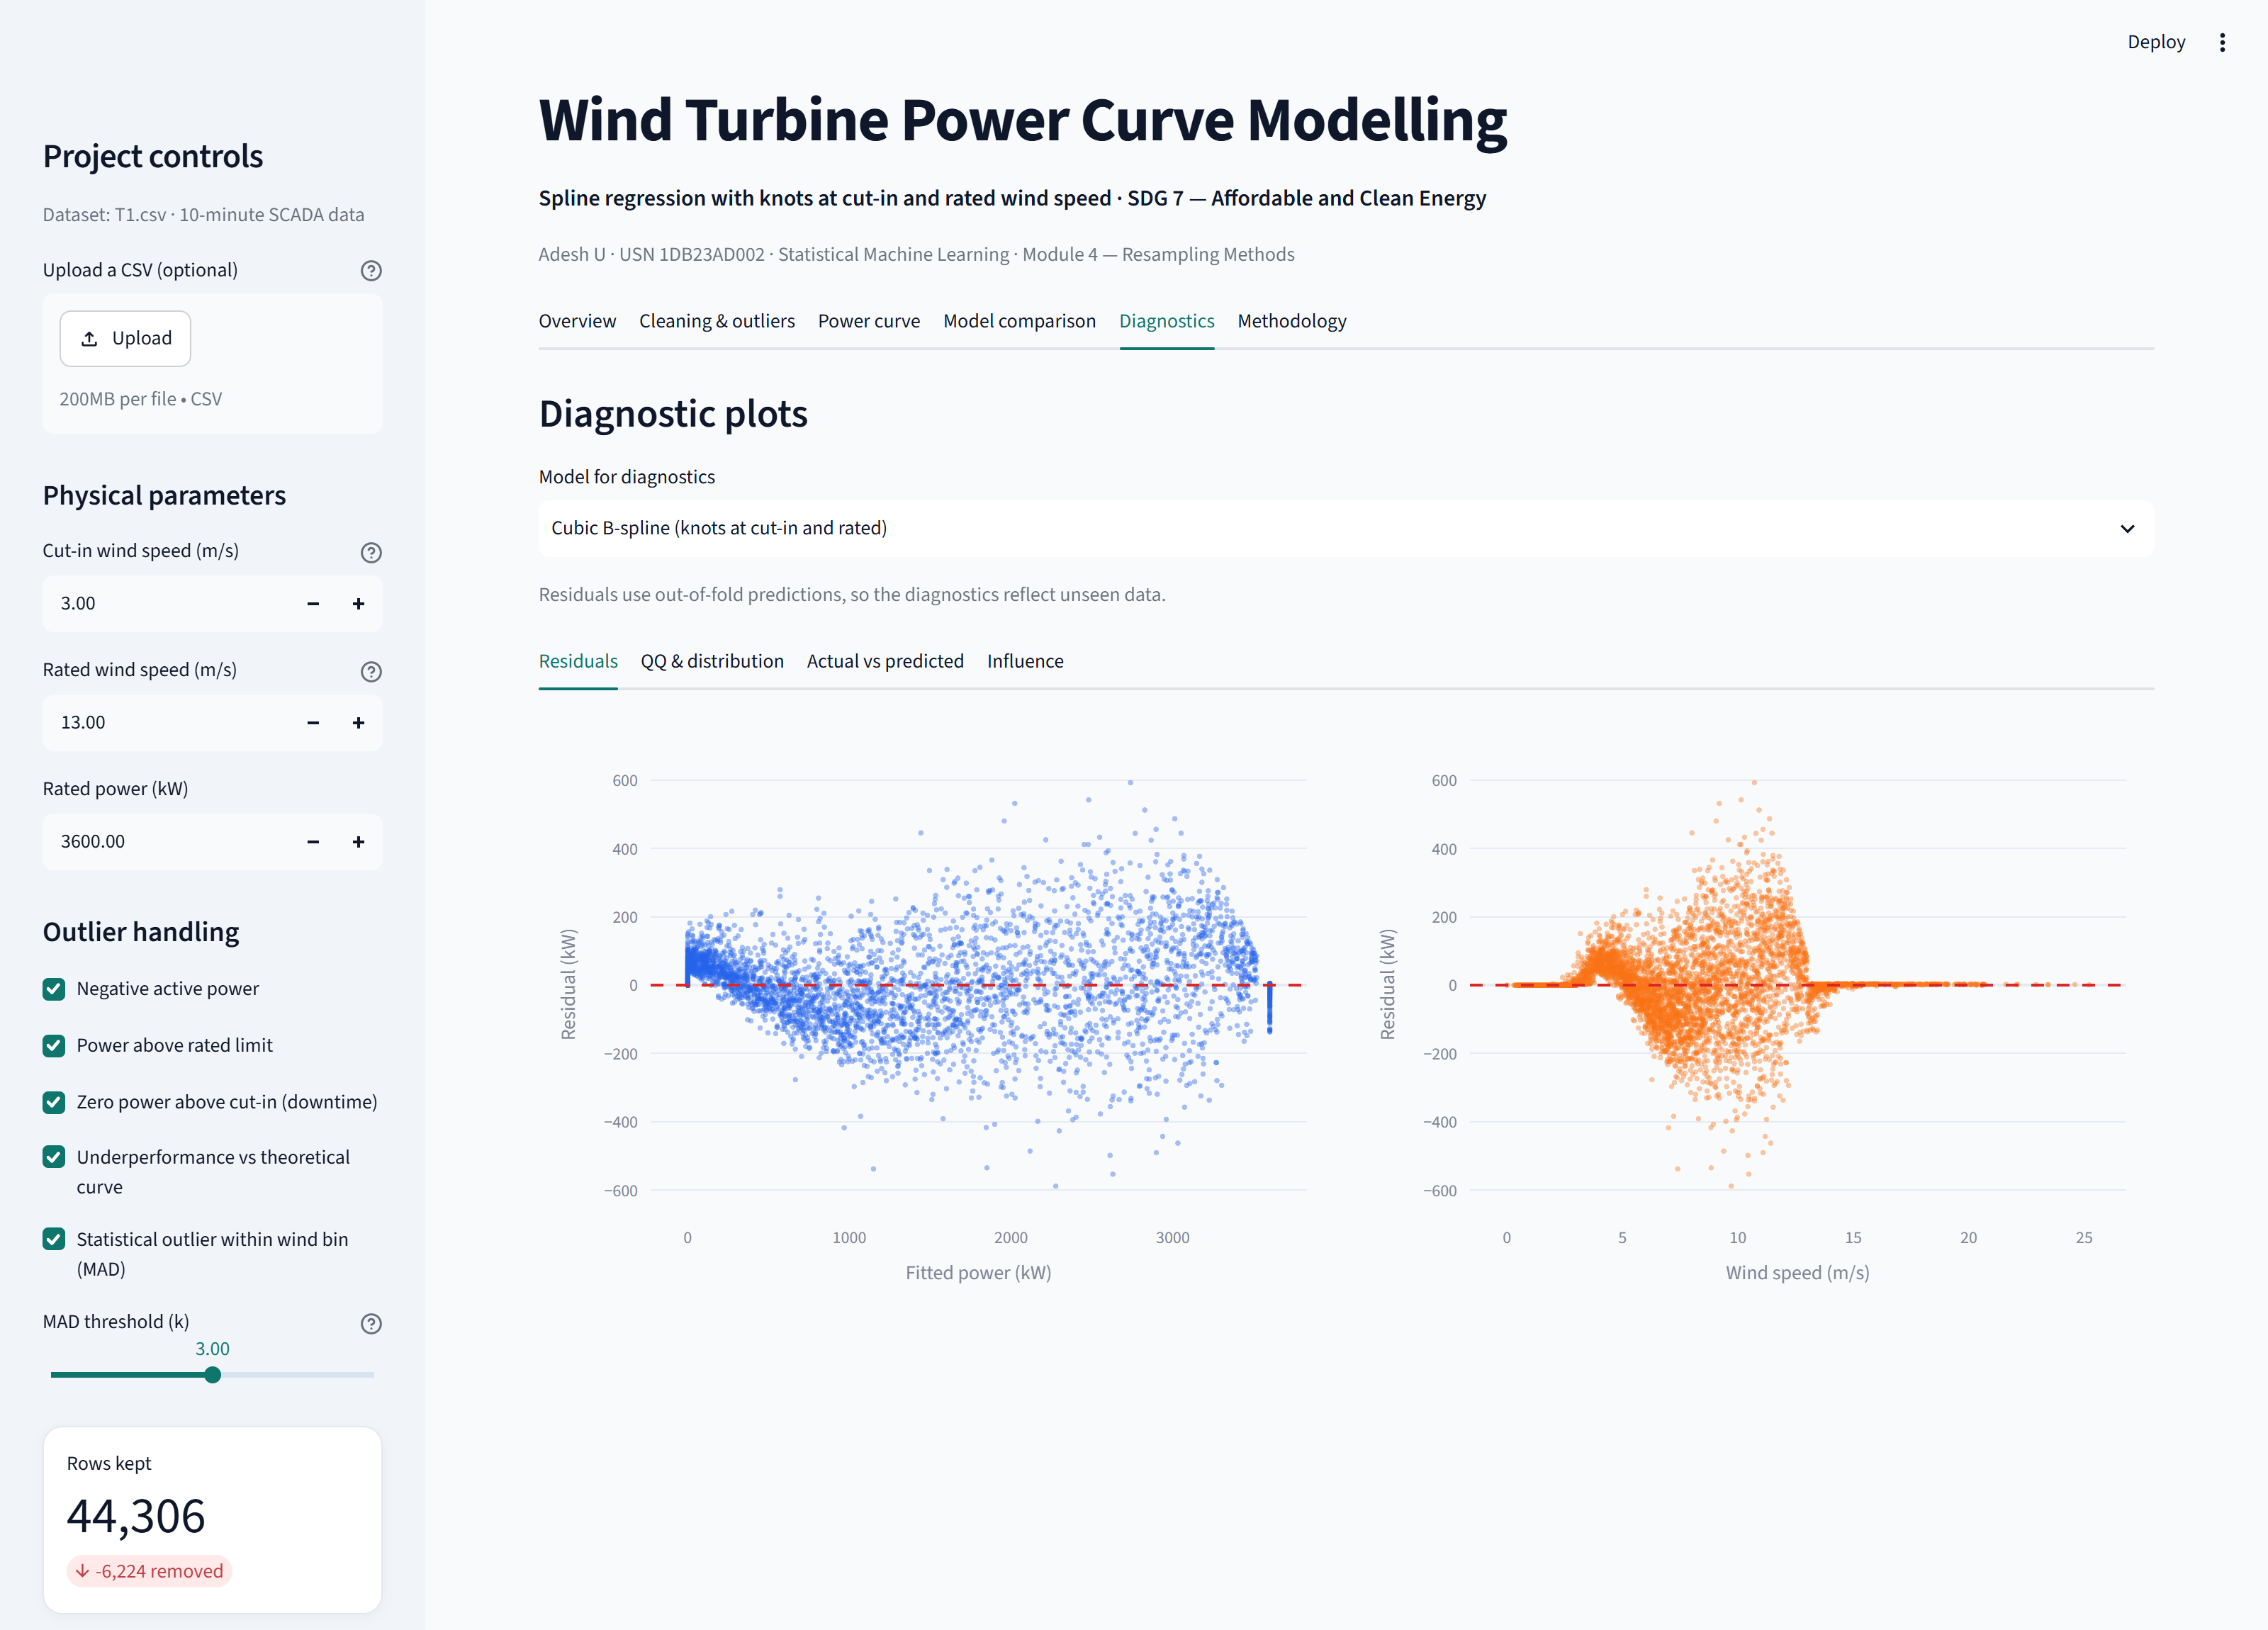 Deploy
Project controls
Dataset: T1.csv · 10-minute SCADA data
Upload a CSV (optional)
Upload
200MB per file • CSV
Physical parameters
Cut-in wind speed (m/s)
3.00
Rated wind speed (m/s)
13.00
Rated power (kW)
3600.00
Outlier handling
Negative active power
Power above rated limit
Zero power above cut-in (downtime)
Underperformance vs theoretical
curve
Statistical outlier within wind bin
(MAD)
MAD threshold (k)
3.00
Rows kept
44,306
-6,224 removed
Wind Turbine Power Curve Modelling
Spline regression with knots at cut-in and rated wind speed · SDG 7 — Affordable and Clean Energy
Adesh U · USN 1DB23AD002 · Statistical Machine Learning · Module 4 — Resampling Methods
Overview Cleaning & outliers Power curve Model comparison Diagnostics Methodology
Diagnostic plots
Model for diagnostics
Cubic B-spline (knots at cut-in and rated)
Residuals use out-of-fold predictions, so the diagnostics reflect unseen data.
Residuals QQ & distribution Actual vs predicted Influence
600
400
200
0
−200
−400
−600
Residual (kW)
0 1000 2000 3000
Fitted power (kW)
600
400
200
0
−200
−400
−600
Residual (kW)
0 5 10 15 20 25
Wind speed (m/s)